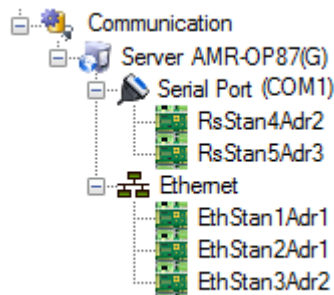 Communication
Server AMR-OP87(G)
Serial Port (COM1)
RsStan4Adr2
RsStan5Adr3
Ethernet
EthStan1Adr1
EthStan2Adr1
EthStan3Adr2